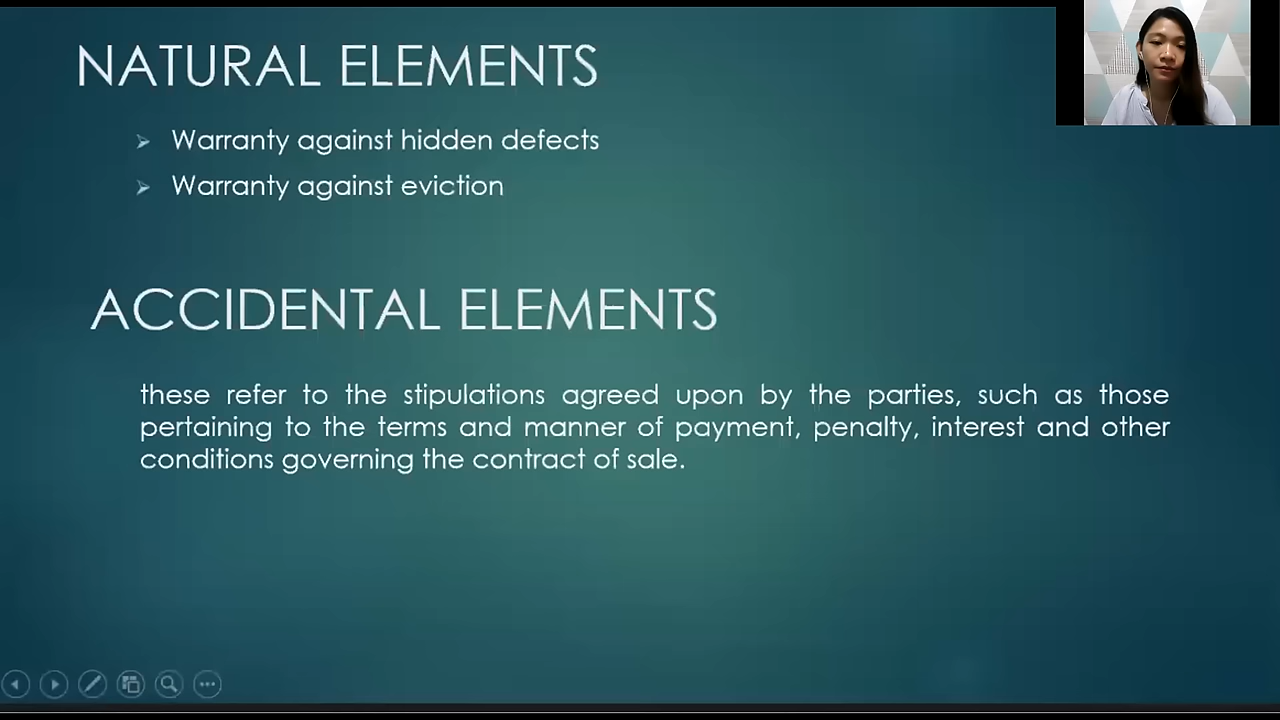 NATURAL ELEMENTS
Warranty against hidden defects
Warranty against eviction
ACCIDENTAL ELEMENTS
these refer to the stipulations agreed upon by the parties, such as those
pertaining to the terms and manner of payment, penalty, interest and other
conditions governing the contract of sale.